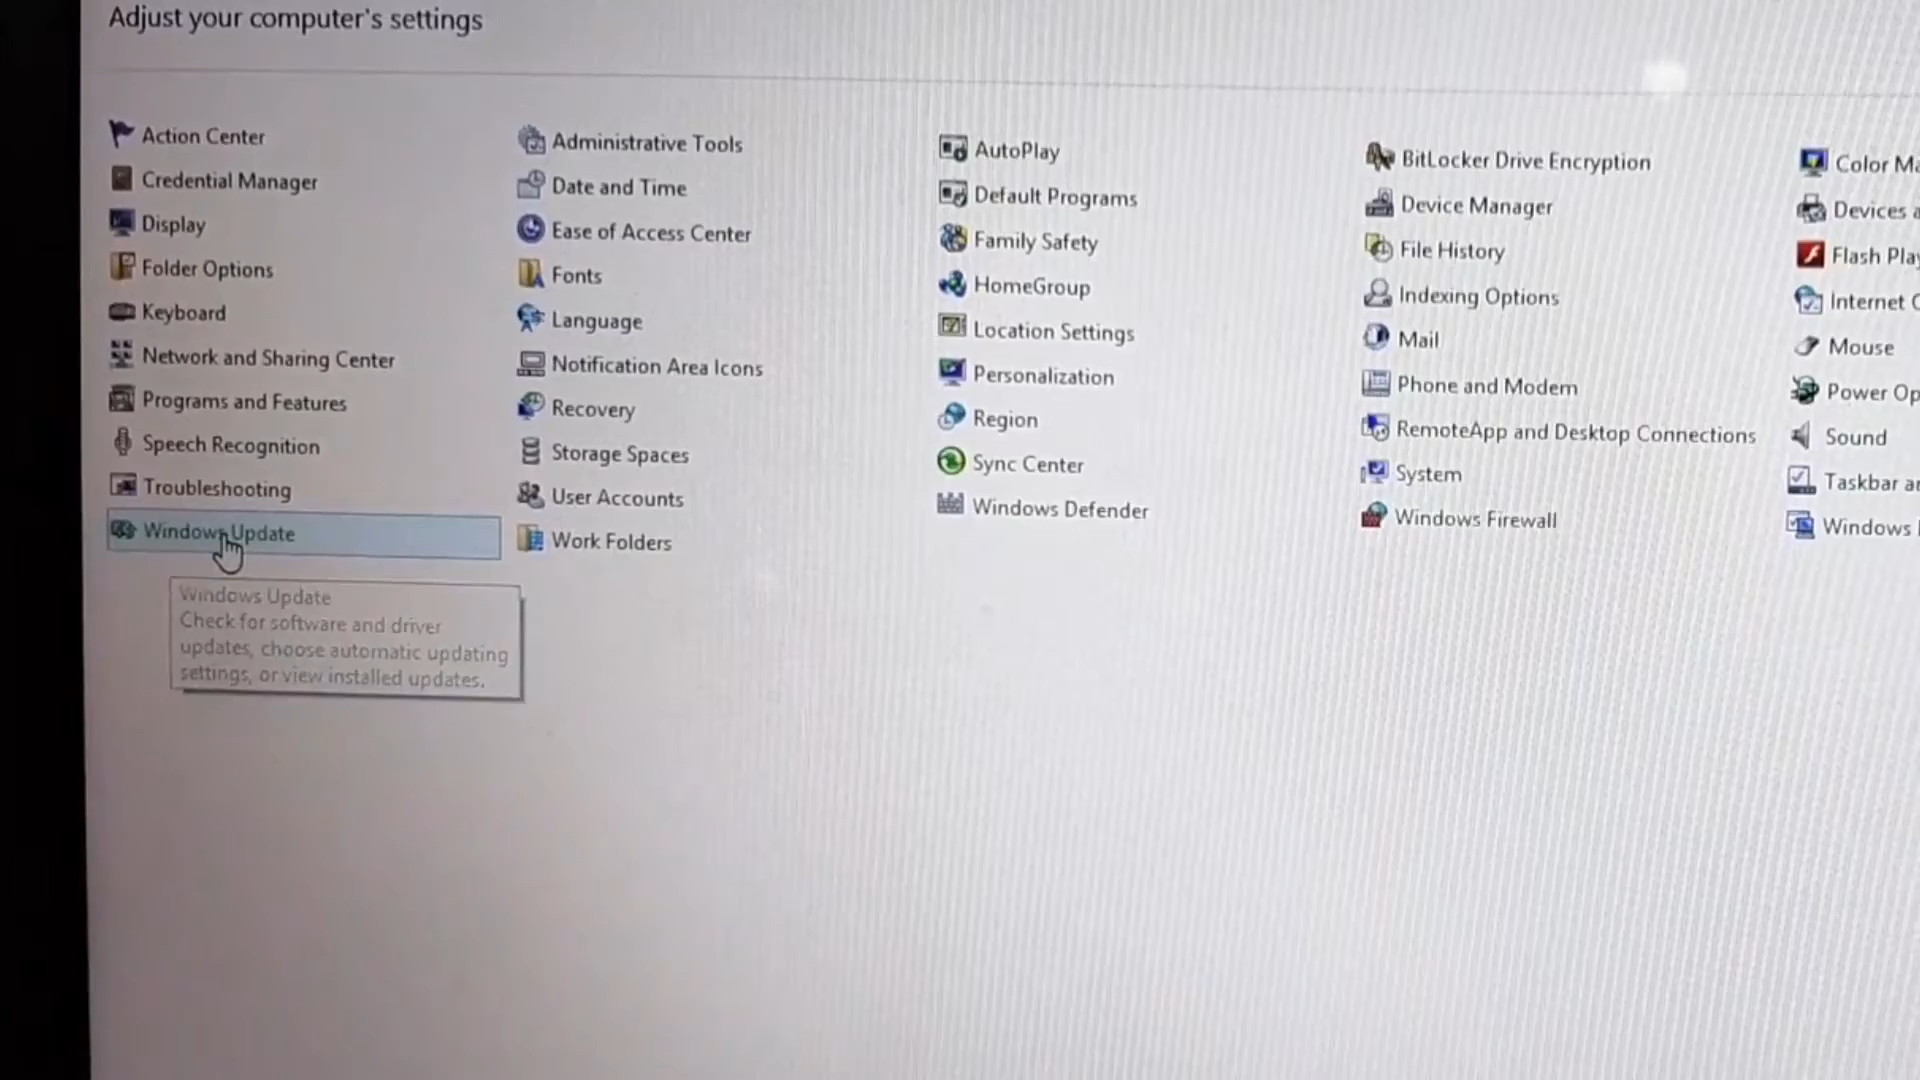 Adjust your computer's settings
Action Center
Administrative Tools
AutoPlay
BitLocker Drive Encryption
Color
Credential Manager
Date and Time
Default Programs
Device Manager
Devices
Display
Ease of Access Center
Family Safety
File History
Flash
Folder Options
Fonts
HomeGroup
Indexing Options
Internet
Keyboard
Language
Location Settings
Mail
Mouse
Network and Sharing Center
Notification Area Icons
Personalization
Phone and Modem
Power
Programs and Features
Recovery
Region
RemoteApp and Desktop Connections
Sound
Speech Recognition
Storage Spaces
Sync Center
System
Taskbar
Troubleshooting
User Accounts
Windows Defender
Windows Firewall
Windows
Windows Update
Work Folders
Windows Update
Check for software and driver
updates, choose automatic updating
settings, or view installed updates.